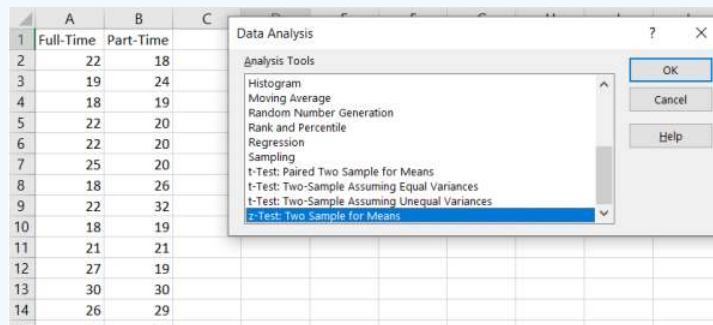 A B C
1 Full-Time Part-Time
2 22 18
3 19 24
4 18 19
5 22 20
6 22 20
7 25 20
8 18 26
9 22 32
10 18 19
11 21 21
12 27 19
13 30 30
14 26 29
Data Analysis ? ×
Analysis Tools
Histogram
Moving Average
Random Number Generation
Rank and Percentile
Regression
Sampling
t-Test: Paired Two Sample for Means
t-Test: Two-Sample Assuming Equal Variances
t-Test: Two-Sample Assuming Unequal Variances
z-Test: Two Sample for Means
OK
Cancel
Help